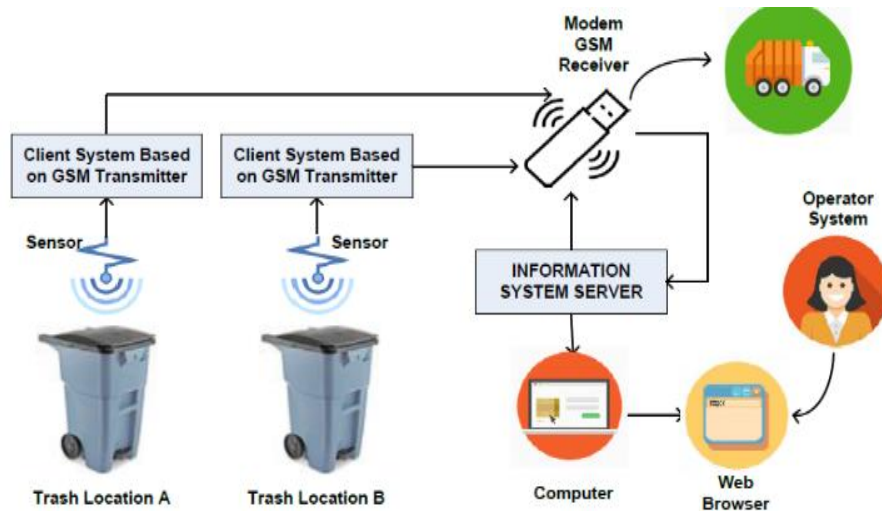 Modem
GSM
Receiver
Client System Based
on GSM Transmitter
Client System Based
on GSM Transmitter
Operator
System
Sensor
Sensor
INFORMATION
SYSTEM SERVER
Trash Location A
Trash Location B
Computer
Web
Browser